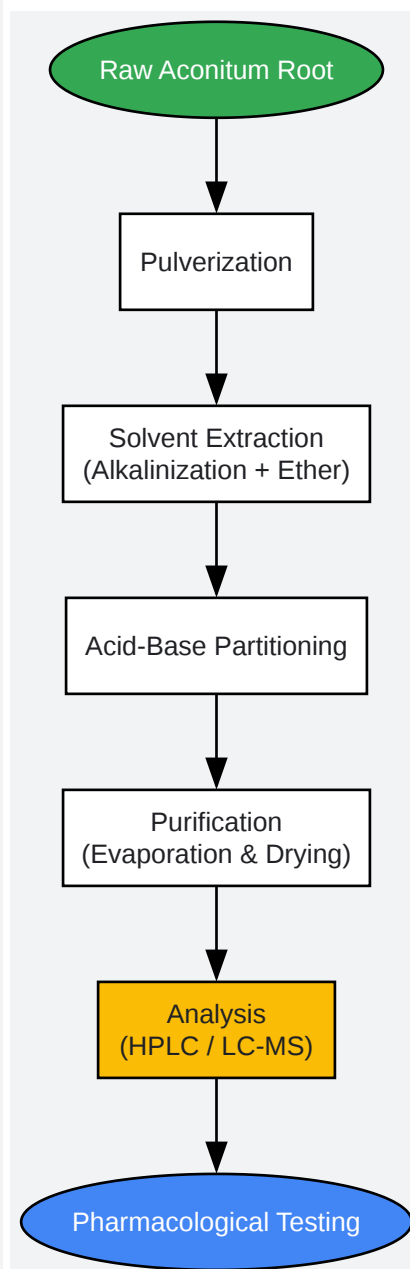 Raw Aconitum Root
Pulverization
Solvent Extraction
(Alkalinization + Ether)
Acid-Base Partitioning
Purification
(Evaporation & Drying)
Analysis
(HPLC / LC-MS)
Pharmacological Testing